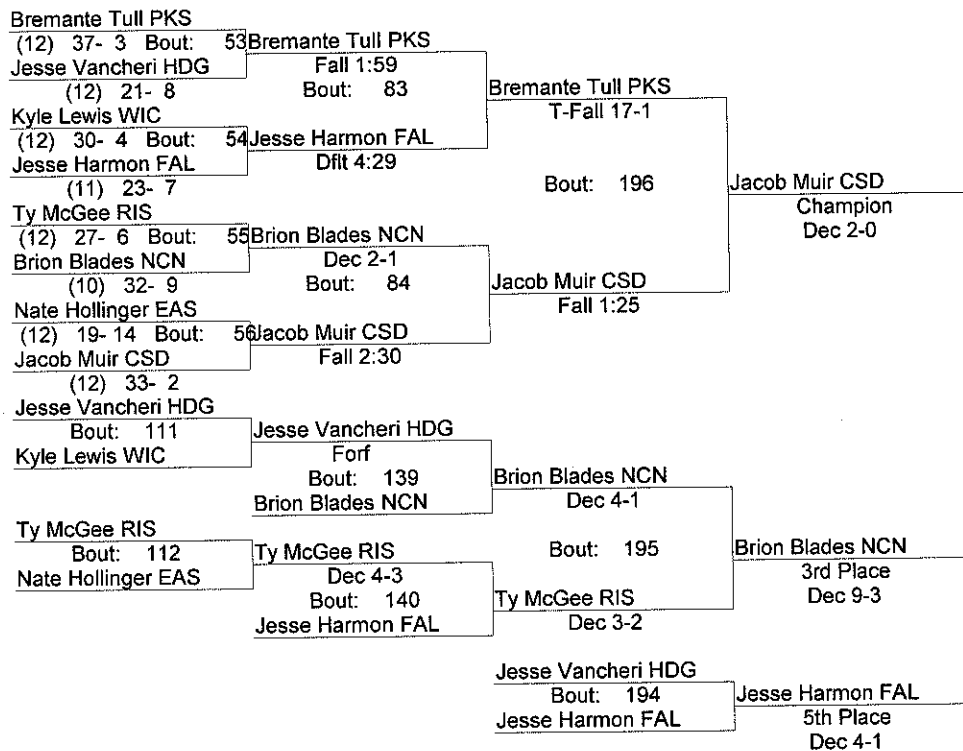 Bremante Tull PKS
(12) 37- 3 Bout: 53
Bremante Tull PKS
Jesse Vancheri HDG
Fall 1:59
(12) 21- 8
Bout: 83
Bremante Tull PKS
Kyle Lewis WIC
T-Fall 17-1
(12) 30- 4 Bout: 54
Jesse Harmon FAL
Jesse Harmon FAL
Dflt 4:29
(11) 23- 7
Bout: 196
Jacob Muir CSD
Champion
Dec 2-0
Ty McGee RIS
(12) 27- 6 Bout: 55
Brion Blades NCN
Brion Blades NCN
Dec 2-1
(10) 32- 9
Bout: 84
Jacob Muir CSD
Nate Hollinger EAS
Fall 1:25
(12) 19- 14 Bout: 56
Jacob Muir CSD
Jacob Muir CSD
Fall 2:30
(12) 33- 2
Jesse Vancheri HDG
Bout: 111
Jesse Vancheri HDG
Kyle Lewis WIC
Forf
Bout: 139
Brion Blades NCN
Brion Blades NCN
Dec 4-1
Ty McGee RIS
Bout: 112
Ty McGee RIS
Bout: 195
Brion Blades NCN
Nate Hollinger EAS
Dec 4-3
3rd Place
Bout: 140
Ty McGee RIS
Dec 9-3
Jesse Harmon FAL
Dec 3-2
Jesse Vancheri HDG
Bout: 194
Jesse Harmon FAL
Jesse Harmon FAL
5th Place
Dec 4-1